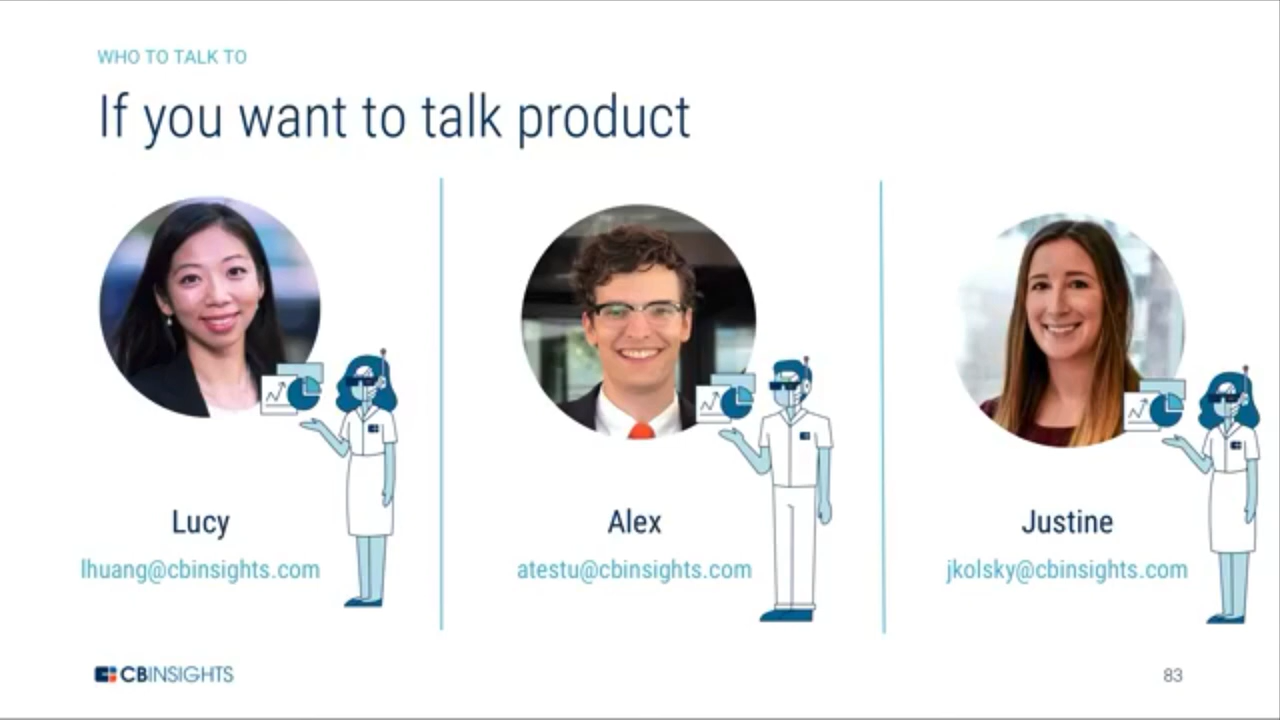 WHO TO TALK TO
If you want to talk product
Lucy
lhuang@cbinsights.com
Alex
atestu@cbinsights.com
Justine
jkolsky@cbinsights.com
CBINSIGHTS
83